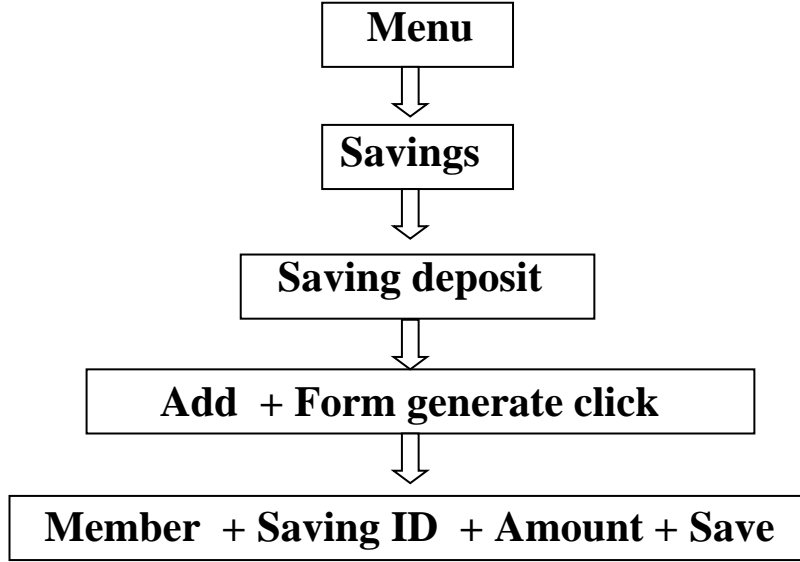 Menu
Savings
Saving deposit
Add + Form generate click
Member + Saving ID + Amount + Save